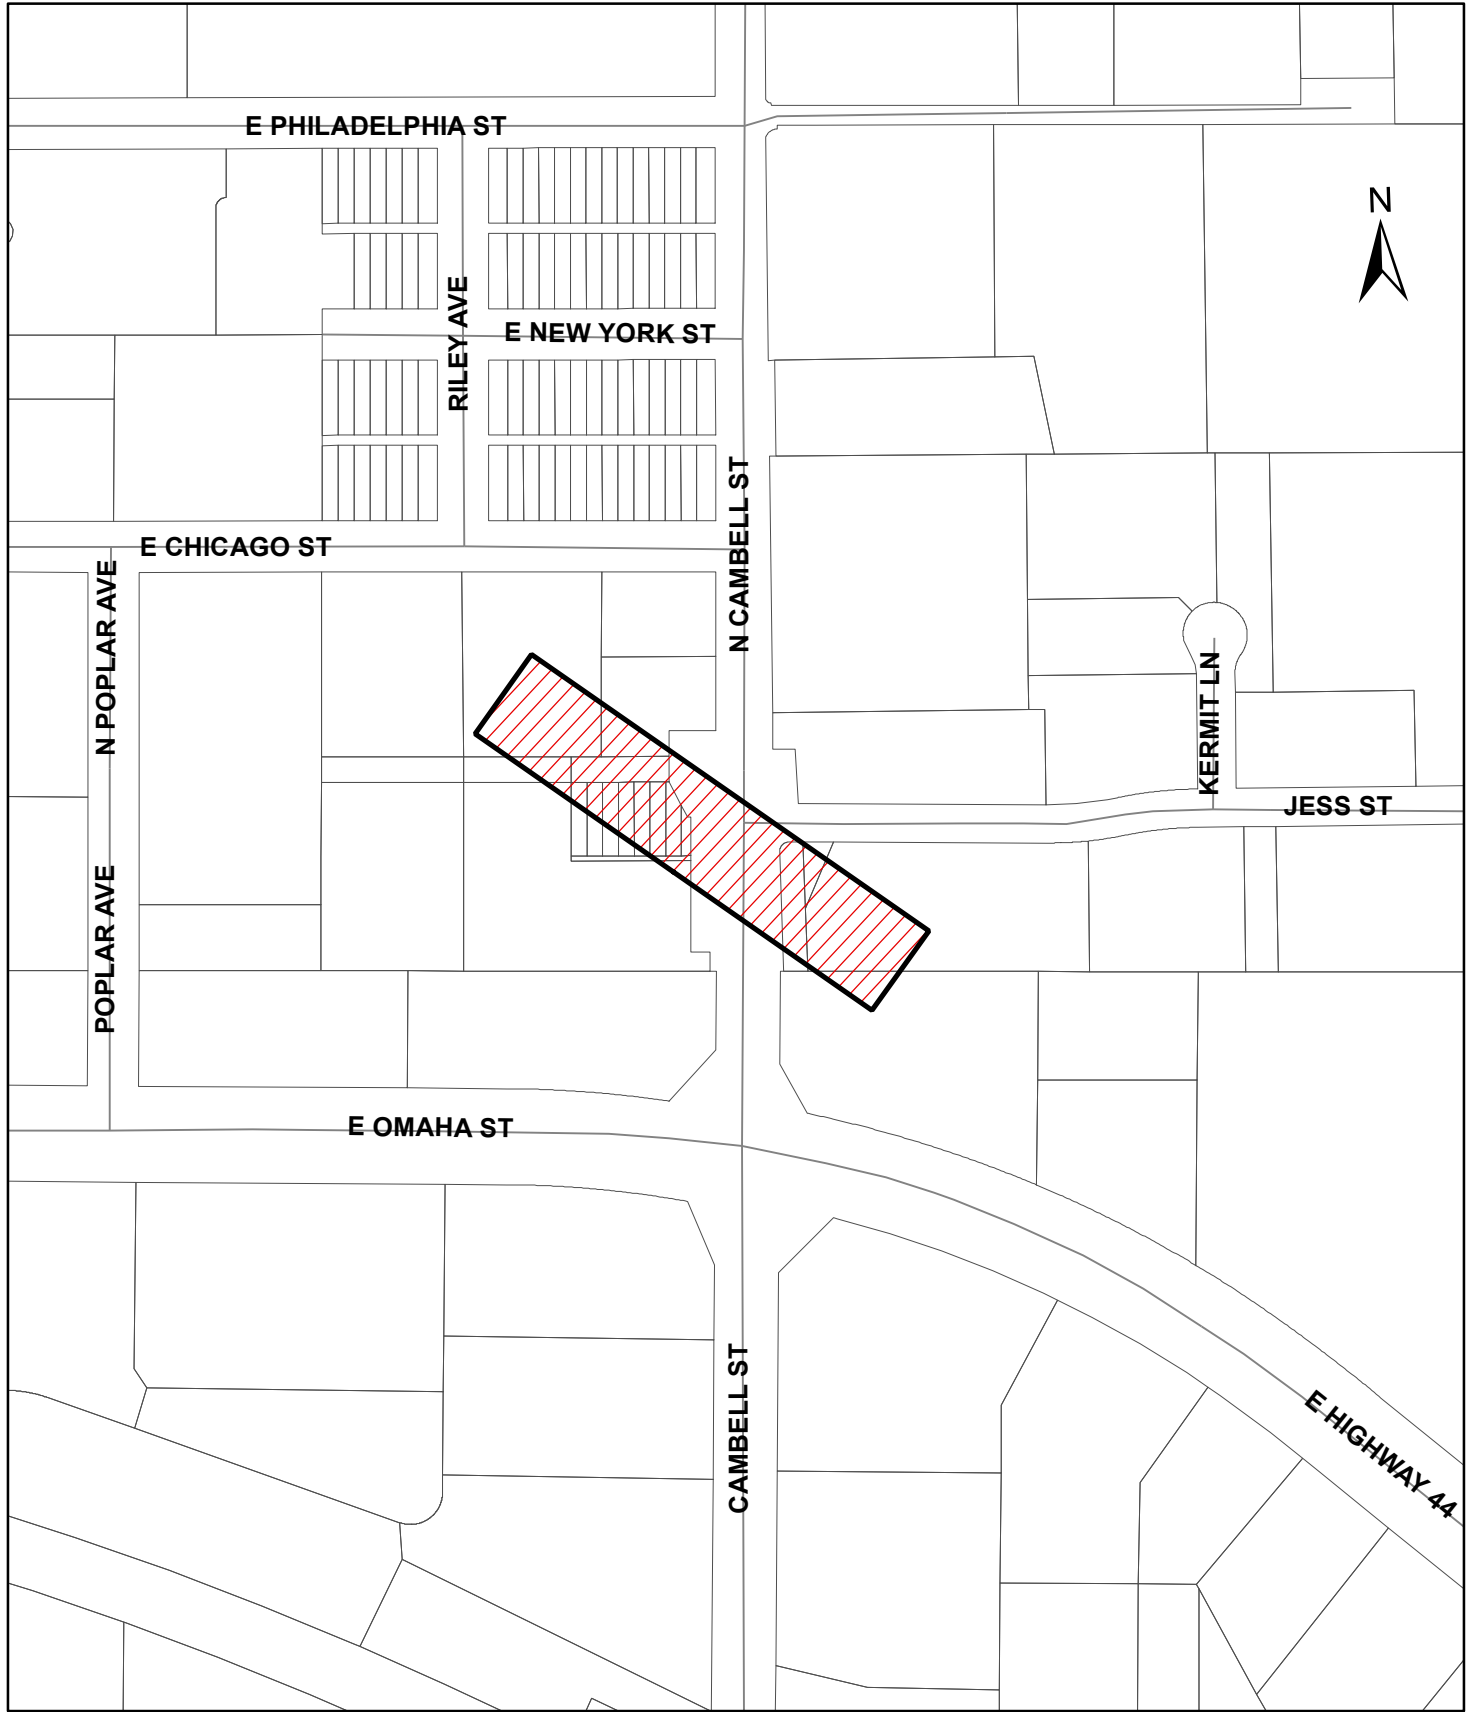 E PHILADELPHIA ST
N
RILEY AVE
E NEW YORK ST
N CAMBELL ST
E CHICAGO ST
N POPLAR AVE
KERMIT LN
JESS ST
POPLAR AVE
E OMAHA ST
CAMBELL ST
E HIGHWAY 44